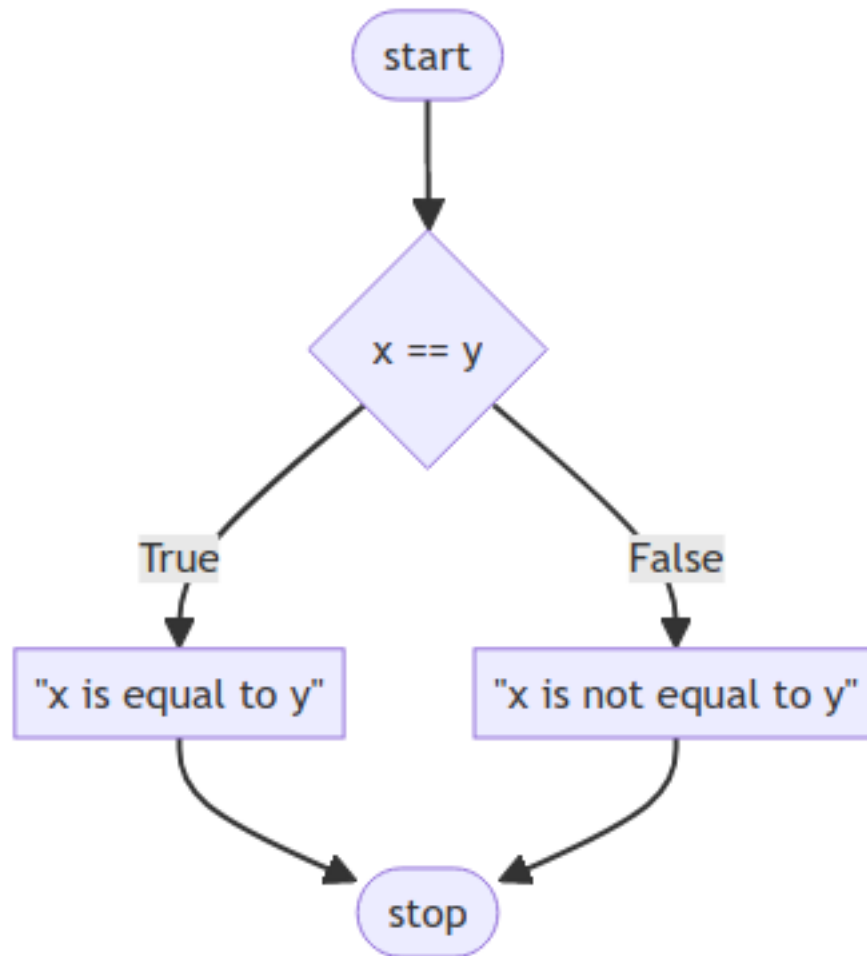 start
x == y
True
False
"x is equal to y"
"x is not equal to y"
stop